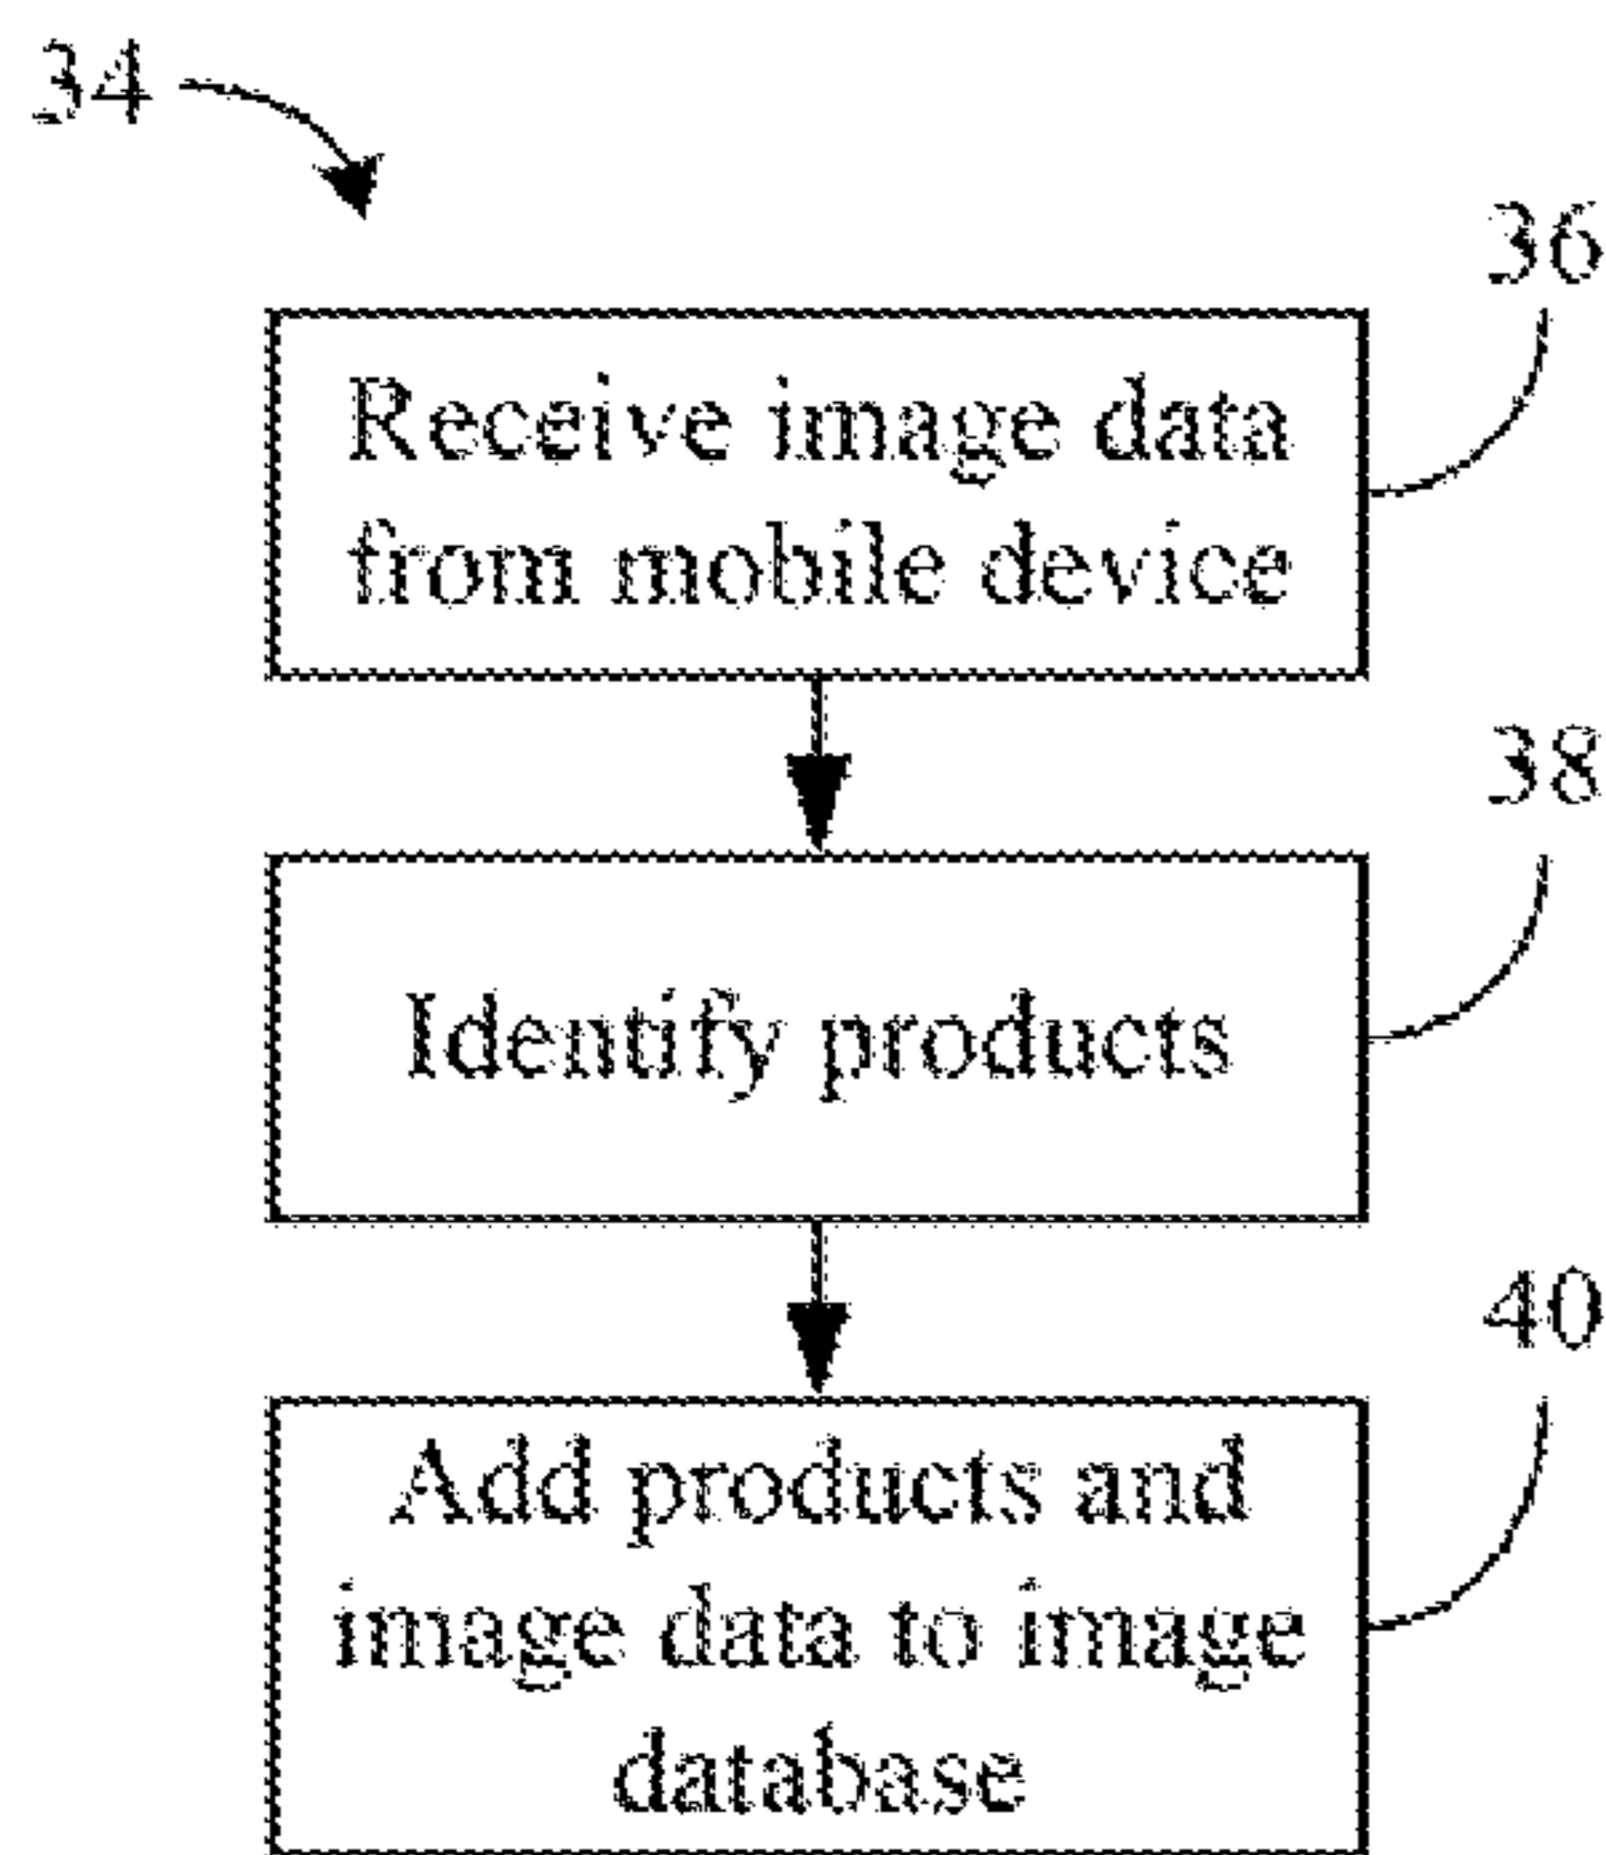 34
36
Receive image data
from mobile device
38
Identify products
40
Add products and
image data to image
database